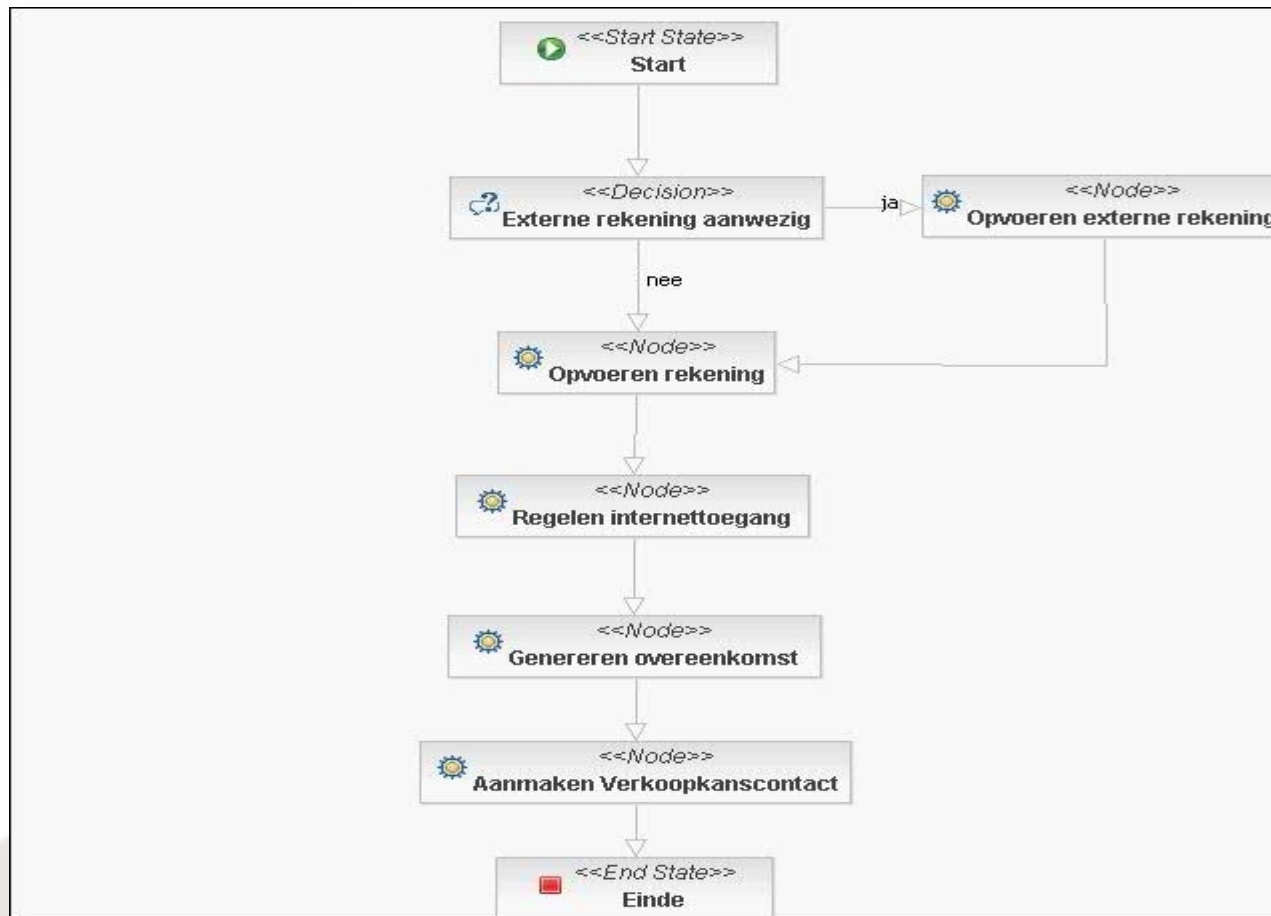 <<Start State>>
Start
<<Decision>>
Externe rekening aanwezig
ja
<<Node>>
Opvoeren externe rekening
nee
<<Node>>
Opvoeren rekening
<<Node>>
Regelen internettoegang
<<Node>>
Genereren overeenkomst
<<Node>>
Aanmaken Verkoopkanscontact
<<End State>>
Einde